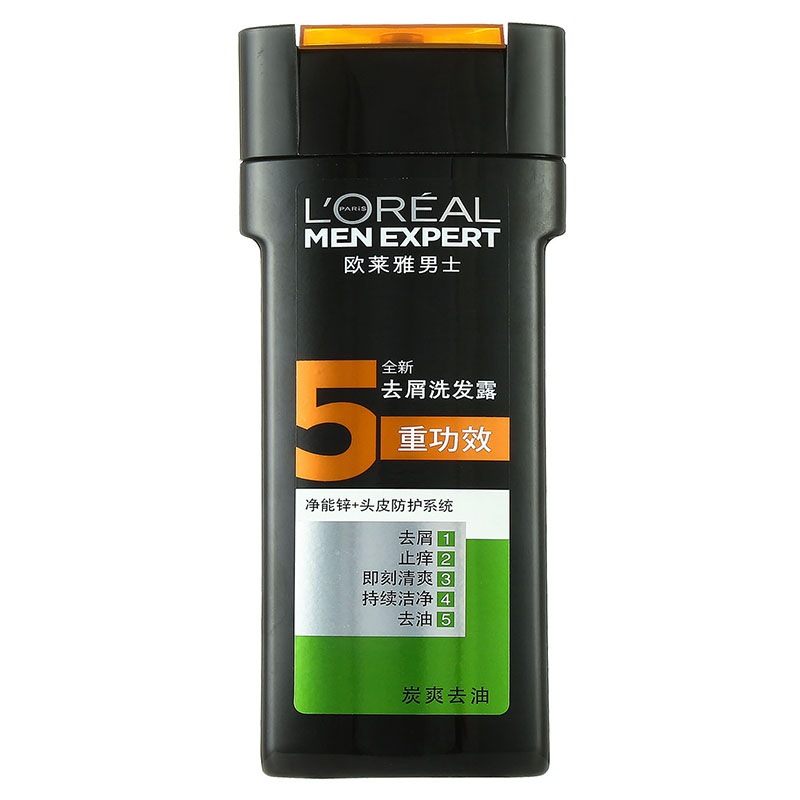 L'ORÉAL
PARIS
MEN EXPERT
欧莱雅男士
5
全新
去屑洗发露
重功效
净能锌+头皮防护系统
去屑 1
止痒 2
即刻清爽 3
持续洁净 4
去油 5
炭爽去油